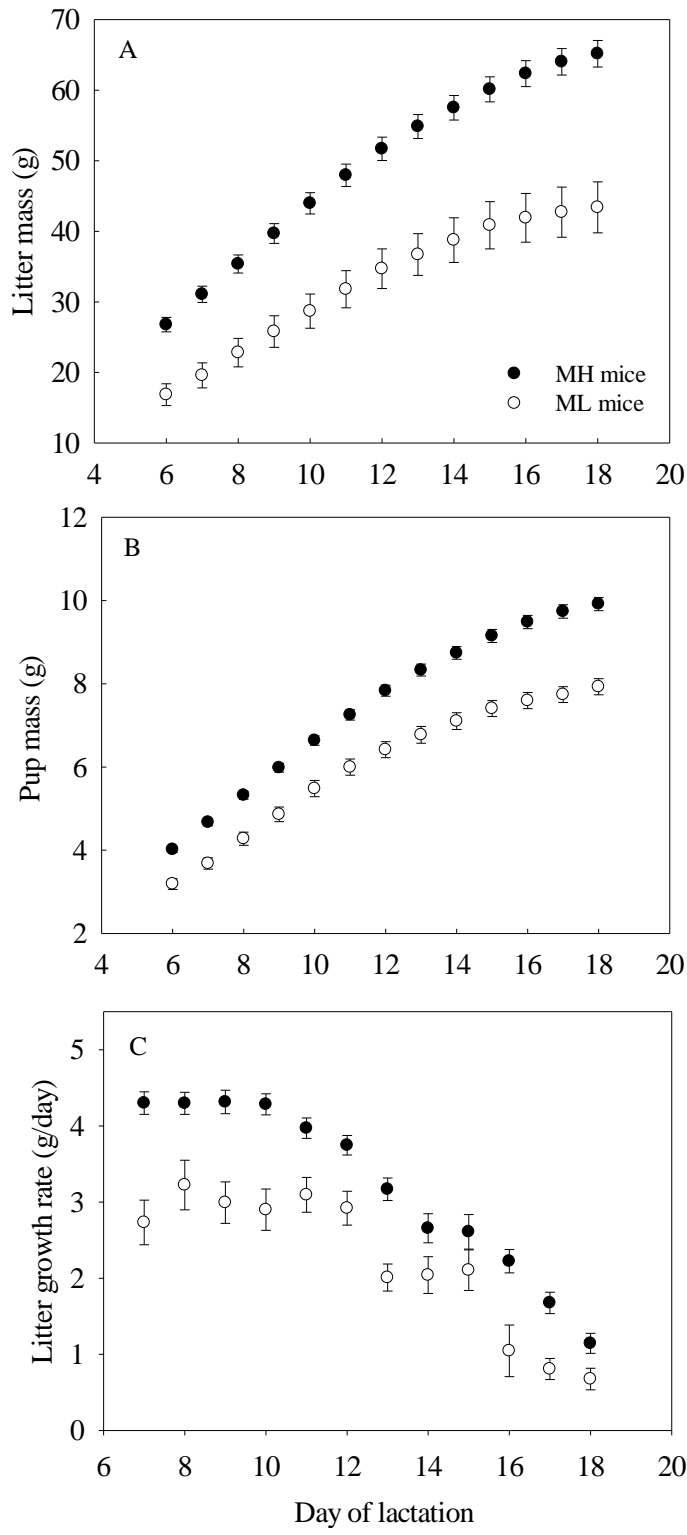 A
Litter mass (g)
70
60
50
40
30
20
10
MH mice
ML mice
4 6 8 10 12 14 16 18 20
B
Pup mass (g)
12
10
8
6
4
2
4 6 8 10 12 14 16 18 20
C
Litter growth rate (g/day)
5
4
3
2
1
0
6 8 10 12 14 16 18 20
Day of lactation